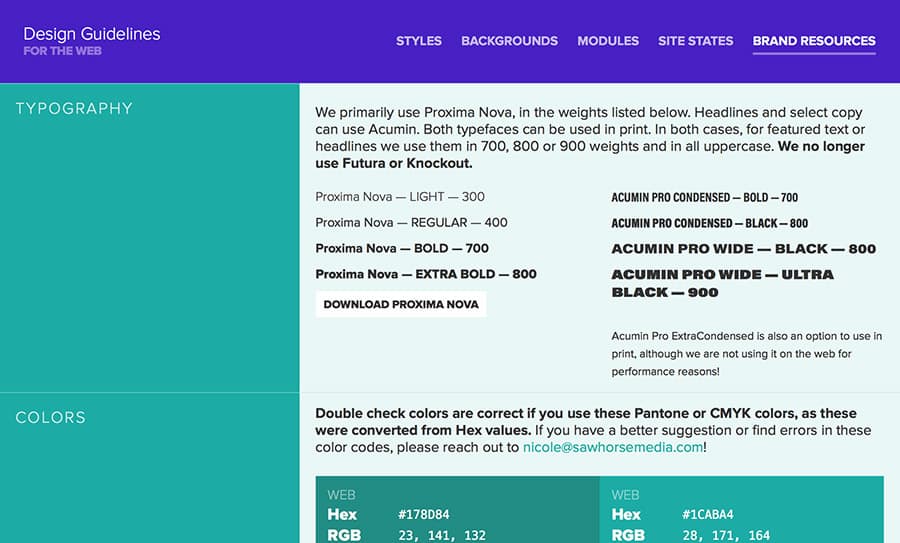 Design Guidelines
FOR THE WEB
STYLES BACKGROUNDS MODULES SITE STATES BRAND RESOURCES
TYPOGRAPHY
We primarily use Proxima Nova, in the weights listed below. Headlines and select copy
can use Acumin. Both typefaces can be used in print. In both cases, for featured text or
headlines we use them in 700, 800 or 900 weights and in all uppercase. We no longer
use Futura or Knockout.
Proxima Nova — LIGHT — 300
Proxima Nova — REGULAR — 400
Proxima Nova — BOLD — 700
Proxima Nova — EXTRA BOLD — 800
DOWNLOAD PROXIMA NOVA
ACUMIN PRO CONDENSED — BOLD — 700
ACUMIN PRO CONDENSED — BLACK — 800
ACUMIN PRO WIDE — BLACK — 800
ACUMIN PRO WIDE — ULTRA
BLACK — 900
Acumin Pro ExtraCondensed is also an option to use in
print, although we are not using it on the web for
performance reasons!
COLORS
Double check colors are correct if you use these Pantone or CMYK colors, as these
were converted from Hex values. If you have a better suggestion or find errors in these
color codes, please reach out to nicole@sawhorsemedia.com!
WEB
Hex #178D84
RGB 23, 141, 132
WEB
Hex #1CABA4
RGB 28, 171, 164